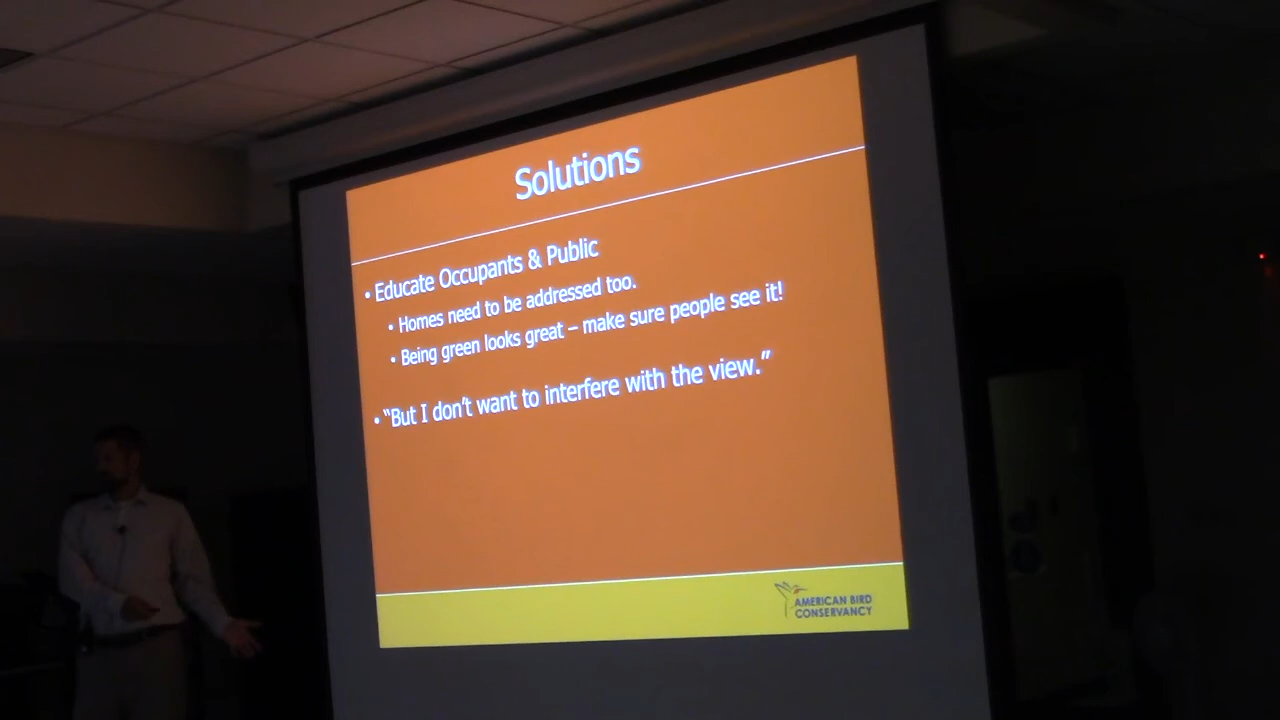 Solutions
• Educate Occupants & Public
• Homes need to be addressed too.
• Being green looks great – make sure people see it!
• “But I don’t want to interfere with the view.”
AMERICAN BIRD
CONSERVANCY